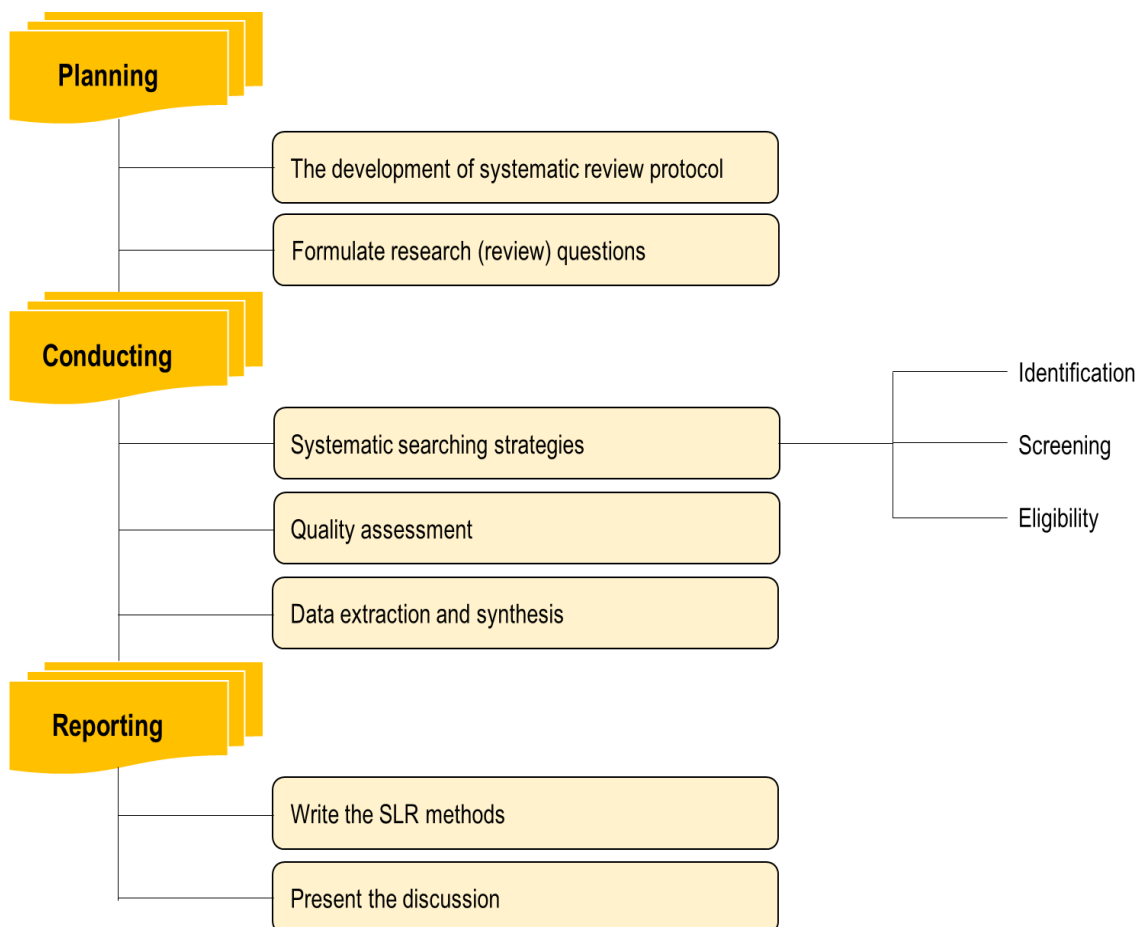 Planning
The development of systematic review protocol
Formulate research (review) questions
Conducting
Systematic searching strategies
Identification
Screening
Eligibility
Quality assessment
Data extraction and synthesis
Reporting
Write the SLR methods
Present the discussion